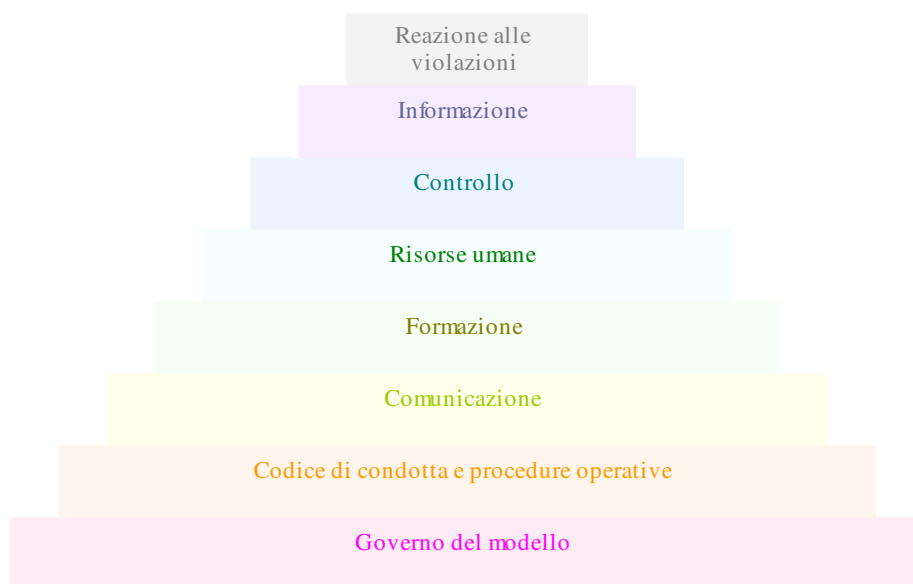 Reazione alle
violazioni
Informazione
Controllo
Risorse umane
Formazione
Comunicazione
Codice di condotta e procedure operative
Governo del modello